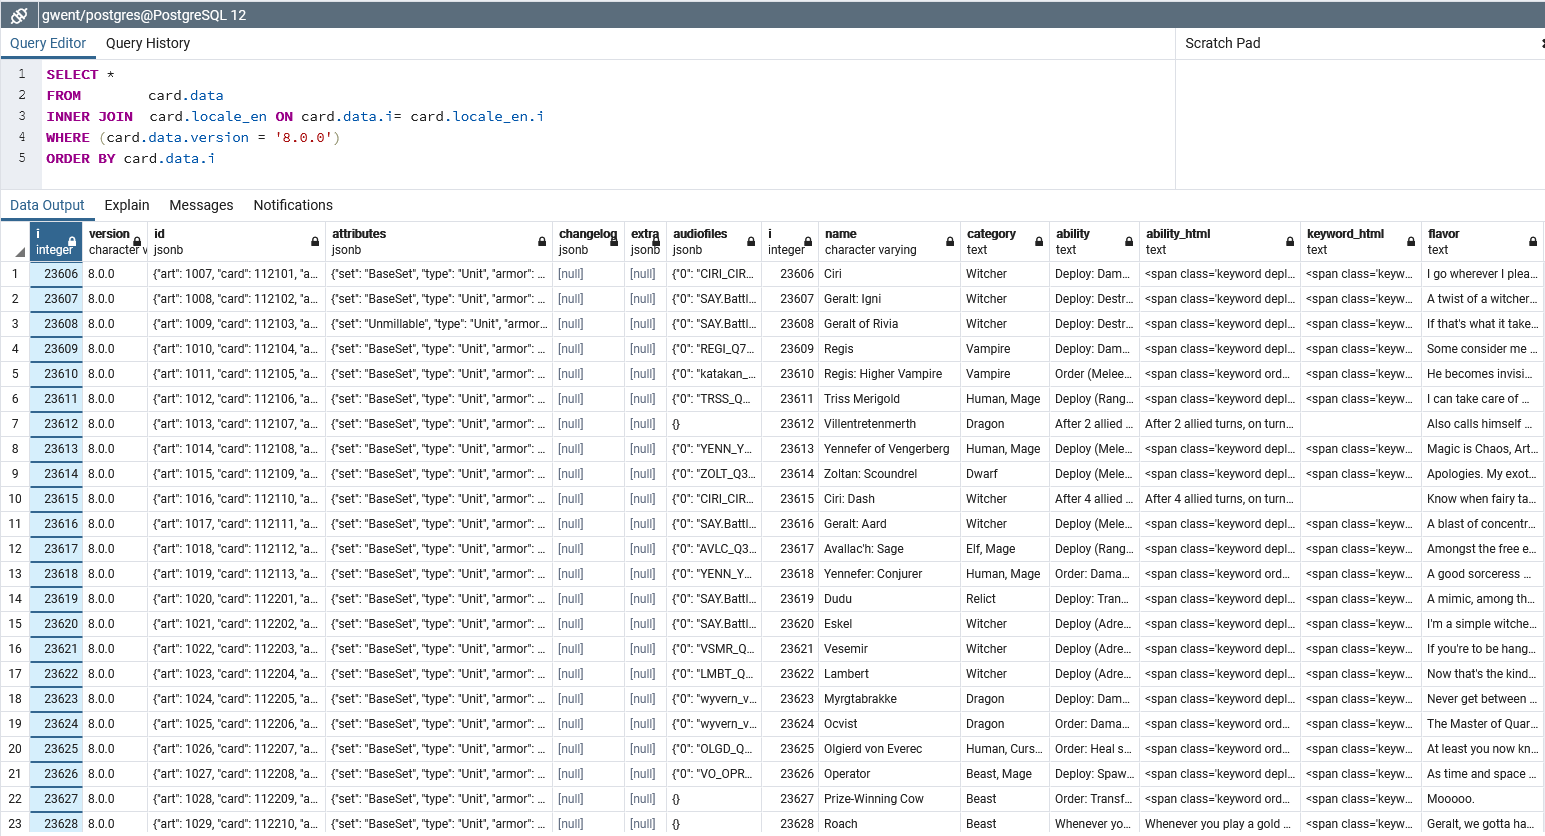 gwent/postgres@PostgreSQL 12
Query Editor Query History Scratch Pad
1 SELECT *
2 FROM card.data
3 INNER JOIN card.locale_en ON card.data.i= card.locale_en.i
4 WHERE (card.data.version = '8.0.0')
5 ORDER BY card.data.i
Data Output Explain Messages Notifications
i version id attributes changelog extra audiofiles i name category ability ability_html keyword_html flavor
integer character v jsonb jsonb jsonb jsonb jsonb integer character varying text text text text text
1 23606 8.0.0 {"art": 1007, "card": 112101, "a... {"set": "BaseSet", "type": "Unit", "armor": ... [null] [null] {"0": "CIRI_CIR... 23606 Ciri Witcher Deploy: Dam... <span class='keyword depl... <span class='keyw... I go wherever I plea...
2 23607 8.0.0 {"art": 1008, "card": 112102, "a... {"set": "BaseSet", "type": "Unit", "armor": ... [null] [null] {"0": "SAY.Battl... 23607 Geralt: Igni Witcher Deploy: Destr... <span class='keyword depl... <span class='keyw... A twist of a witcher...
3 23608 8.0.0 {"art": 1009, "card": 112103, "a... {"set": "Unmillable", "type": "Unit", "armor... [null] [null] {"0": "SAY.Battl... 23608 Geralt of Rivia Witcher Deploy: Destr... <span class='keyword depl... <span class='keyw... If that's what it take...
4 23609 8.0.0 {"art": 1010, "card": 112104, "a... {"set": "BaseSet", "type": "Unit", "armor": ... [null] [null] {"0": "REGI_Q7... 23609 Regis Vampire Deploy: Dam... <span class='keyword depl... <span class='keyw... Some consider me ...
5 23610 8.0.0 {"art": 1011, "card": 112105, "a... {"set": "BaseSet", "type": "Unit", "armor": ... [null] [null] {"0": "katakan_... 23610 Regis: Higher Vampire Vampire Order (Melee... <span class='keyword ord... <span class='keyw... He becomes invisi...
6 23611 8.0.0 {"art": 1012, "card": 112106, "a... {"set": "BaseSet", "type": "Unit", "armor": ... [null] [null] {"0": "TRSS_Q... 23611 Triss Merigold Human, Mage Deploy (Rang... <span class='keyword depl... <span class='keyw... I can take care of ...
7 23612 8.0.0 {"art": 1013, "card": 112107, "a... {"set": "BaseSet", "type": "Unit", "armor": ... [null] [null] {} 23612 Villentretenmerth Dragon After 2 allied ... After 2 allied turns, on turn... Also calls himself ...
8 23613 8.0.0 {"art": 1014, "card": 112108, "a... {"set": "BaseSet", "type": "Unit", "armor": ... [null] [null] {"0": "YENN_Y... 23613 Yennefer of Vengerberg Human, Mage Deploy (Mele... <span class='keyword depl... <span class='keyw... Magic is Chaos, Art...
9 23614 8.0.0 {"art": 1015, "card": 112109, "a... {"set": "BaseSet", "type": "Unit", "armor": ... [null] [null] {"0": "ZOLT_Q3... 23614 Zoltan: Scoundrel Dwarf Deploy (Mele... <span class='keyword depl... <span class='keyw... Apologies. My exot...
10 23615 8.0.0 {"art": 1016, "card": 112110, "a... {"set": "BaseSet", "type": "Unit", "armor": ... [null] [null] {"0": "CIRI_CIR... 23615 Ciri: Dash Witcher After 4 allied ... After 4 allied turns, on turn... Know when fairy ta...
11 23616 8.0.0 {"art": 1017, "card": 112111, "a... {"set": "BaseSet", "type": "Unit", "armor": ... [null] [null] {"0": "SAY.Battl... 23616 Geralt: Aard Witcher Deploy (Mele... <span class='keyword depl... <span class='keyw... A blast of concentr...
12 23617 8.0.0 {"art": 1018, "card": 112112, "a... {"set": "BaseSet", "type": "Unit", "armor": ... [null] [null] {"0": "AVLC_Q3... 23617 Avallac'h: Sage Elf, Mage Deploy (Rang... <span class='keyword depl... <span class='keyw... Amongst the free e...
13 23618 8.0.0 {"art": 1019, "card": 112113, "a... {"set": "BaseSet", "type": "Unit", "armor": ... [null] [null] {"0": "YENN_Y... 23618 Yennefer: Conjurer Human, Mage Order: Dama... <span class='keyword ord... <span class='keyw... A good sorceress ...
14 23619 8.0.0 {"art": 1020, "card": 112201, "a... {"set": "BaseSet", "type": "Unit", "armor": ... [null] [null] {"0": "SAY.Battl... 23619 Dudu Relict Deploy: Tran... <span class='keyword depl... <span class='keyw... A mimic, among th...
15 23620 8.0.0 {"art": 1021, "card": 112202, "a... {"set": "BaseSet", "type": "Unit", "armor": ... [null] [null] {"0": "SAY.Battl... 23620 Eskel Witcher Deploy (Adre... <span class='keyword depl... <span class='keyw... I'm a simple witche...
16 23621 8.0.0 {"art": 1022, "card": 112203, "a... {"set": "BaseSet", "type": "Unit", "armor": ... [null] [null] {"0": "VSMR_Q... 23621 Vesemir Witcher Deploy (Adre... <span class='keyword depl... <span class='keyw... If you're to be hang...
17 23622 8.0.0 {"art": 1023, "card": 112204, "a... {"set": "BaseSet", "type": "Unit", "armor": ... [null] [null] {"0": "LMBT_Q... 23622 Lambert Witcher Deploy (Adre... <span class='keyword depl... <span class='keyw... Now that's the kind...
18 23623 8.0.0 {"art": 1024, "card": 112205, "a... {"set": "BaseSet", "type": "Unit", "armor": ... [null] [null] {"0": "wyvern_v... 23623 Myrgtabrakke Dragon Deploy: Dam... <span class='keyword depl... <span class='keyw... Never get between ...
19 23624 8.0.0 {"art": 1025, "card": 112206, "a... {"set": "BaseSet", "type": "Unit", "armor": ... [null] [null] {"0": "wyvern_v... 23624 Ocvist Dragon Order: Dama... <span class='keyword ord... <span class='keyw... The Master of Quar...
20 23625 8.0.0 {"art": 1026, "card": 112207, "a... {"set": "BaseSet", "type": "Unit", "armor": ... [null] [null] {"0": "OLGD_Q... 23625 Olgierd von Everec Human, Curs... Order: Heal s... <span class='keyword ord... <span class='keyw... At least you now kn...
21 23626 8.0.0 {"art": 1027, "card": 112208, "a... {"set": "BaseSet", "type": "Unit", "armor": ... [null] [null] {"0": "VO_OPR... 23626 Operator Beast, Mage Deploy: Spaw... <span class='keyword depl... <span class='keyw... As time and space ...
22 23627 8.0.0 {"art": 1028, "card": 112209, "a... {"set": "BaseSet", "type": "Unit", "armor": ... [null] [null] {} 23627 Prize-Winning Cow Beast Order: Transf... <span class='keyword ord... <span class='keyw... Mooooo.
23 23628 8.0.0 {"art": 1029, "card": 112210, "a... {"set": "BaseSet", "type": "Unit", "armor": ... [null] [null] {} 23628 Roach Beast Whenever yo... Whenever you play a gold ... <span class='keyw... Geralt, we gotta ha...